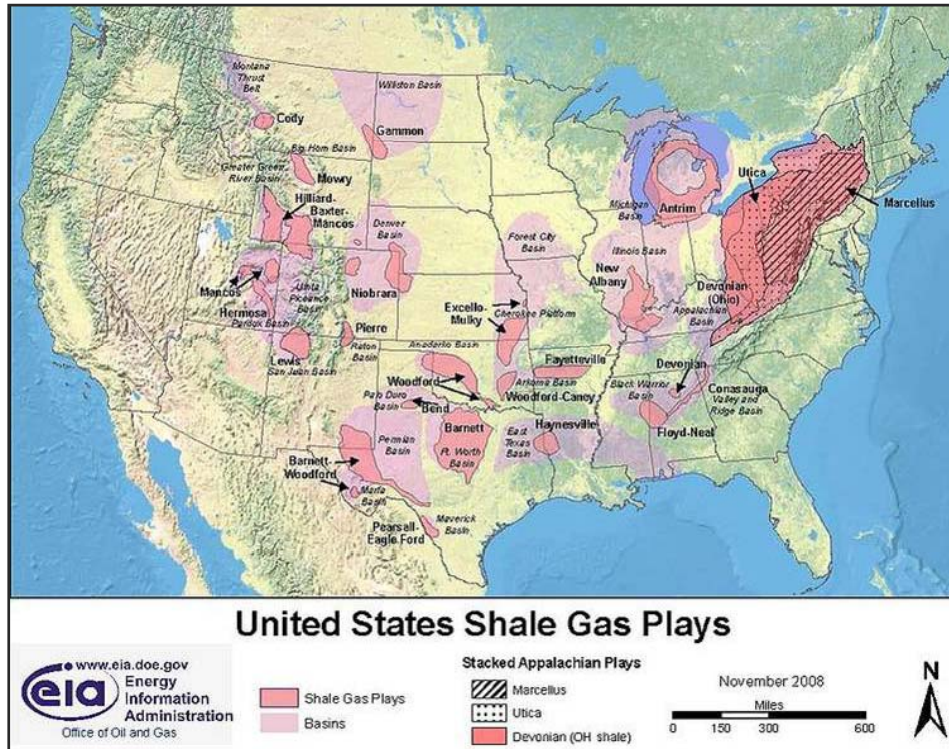 Montana
Thrust
Belt
Williston Basin
Cody
Gammon
Big Horn Basin
Greater Green
River Basin
Mowry
Hilliard-
Baxter-
Mancos
Denver
Basin
Mancos
Uinta
Piceance
Basin
Niobrara
Hermosa
Paradox Basin
Pierre
Lewis
San Juan Basin
Raton
Basin
Forest City
Basin
Excello-
Mulky
Cherokee Platform
Michigan
Basin
Antrim
Illinois Basin
New
Albany
Utica
Marcellus
Devonian
(Ohio)
Appalachian
Basin
Anadarko Basin
Woodford
Palo Duro
Basin
Bend
Fayetteville
Arkoma Basin
Woodford-Caney
Devonian
Black Warrior
Basin
Conasauga
Valley and
Ridge Basin
Floyd-Neal
Permian
Basin
Barnett
Ft. Worth
Basin
East
Texas
Basin
Haynesville
Barnett-
Woodford
Marfa
Basin
Pearsall-
Eagle Ford
Maverick
Basin
United States Shale Gas Plays
www.eia.doe.gov
eia
Energy
Information
Administration
Office of Oil and Gas
Shale Gas Plays
Basins
Stacked Appalachian Plays
Marcellus
Utica
Devonian (OH shale)
November 2008
Miles
0 150 300 600
N